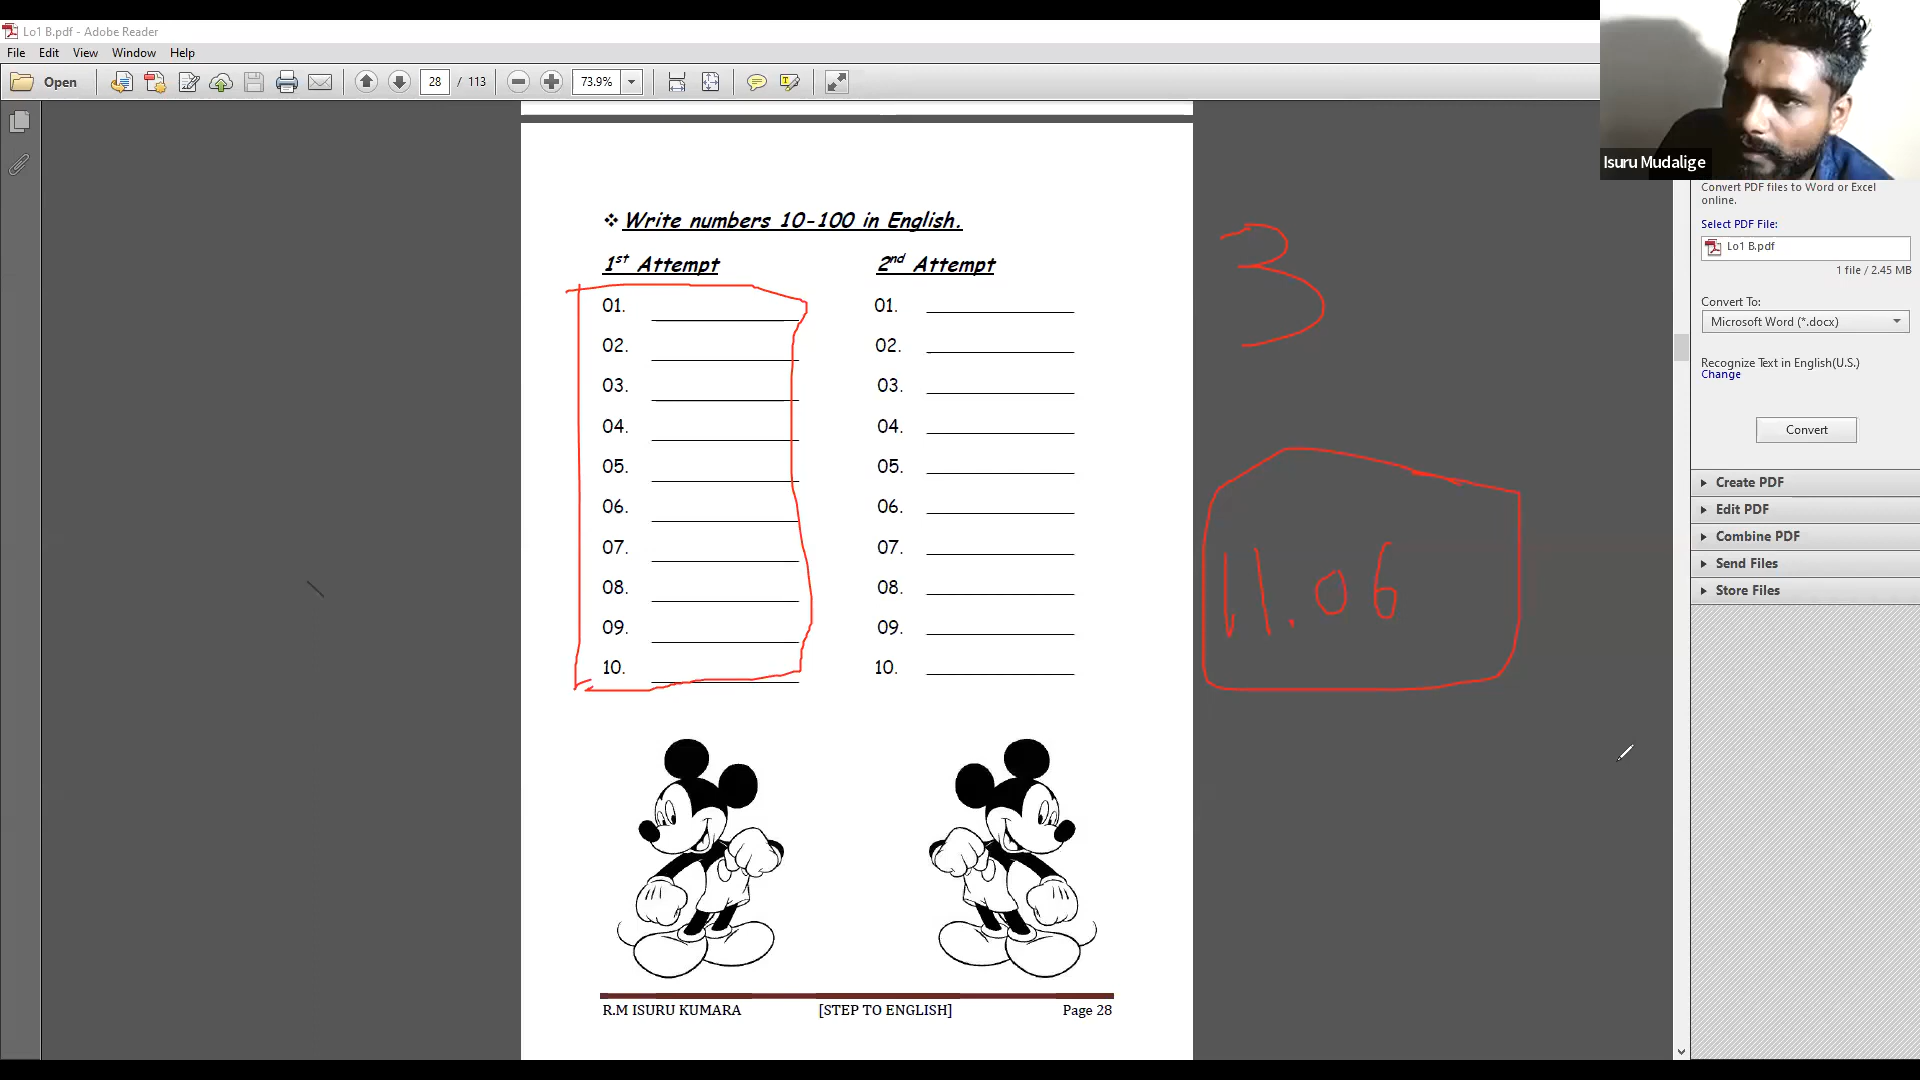 Lo1 B.pdf - Adobe Reader
File Edit View Window Help
Open 28 / 113 73.9%
Isuru Mudalige
Convert PDF files to Word or Excel
online.
Select PDF File:
Lo1 B.pdf
1 file / 2.45 MB
Convert To:
Microsoft Word (*.docx)
Recognize Text in English(U.S.)
Change
Convert
Create PDF
Edit PDF
Combine PDF
Send Files
Store Files
Write numbers 10-100 in English.
1st Attempt 2nd Attempt
01. 01.
02. 02.
03. 03.
04. 04.
05. 05.
06. 06.
07. 07.
08. 08.
09. 09.
10. 10.
3
11.06
R.M ISURU KUMARA [STEP TO ENGLISH] Page 28